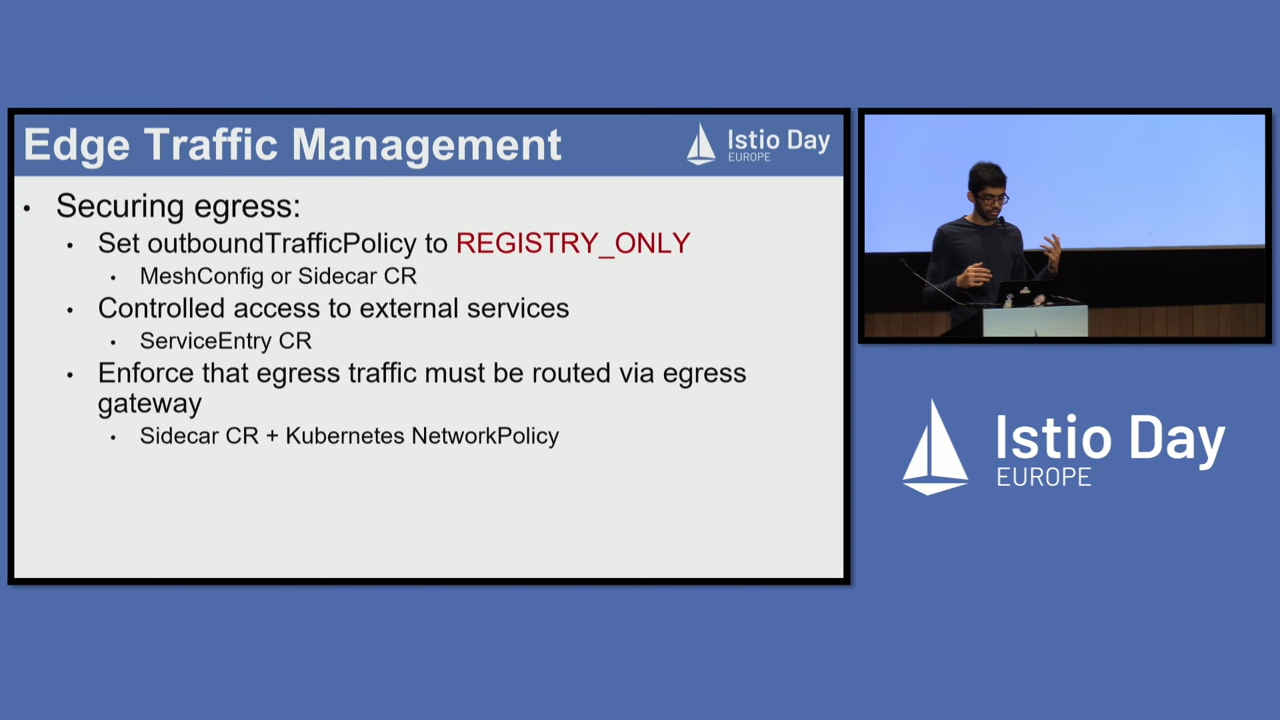 Edge Traffic Management
Istio Day
EUROPE
• Securing egress:
• Set outboundTrafficPolicy to REGISTRY_ONLY
• MeshConfig or Sidecar CR
• Controlled access to external services
• ServiceEntry CR
• Enforce that egress traffic must be routed via egress
gateway
• Sidecar CR + Kubernetes NetworkPolicy
Istio Day
EUROPE